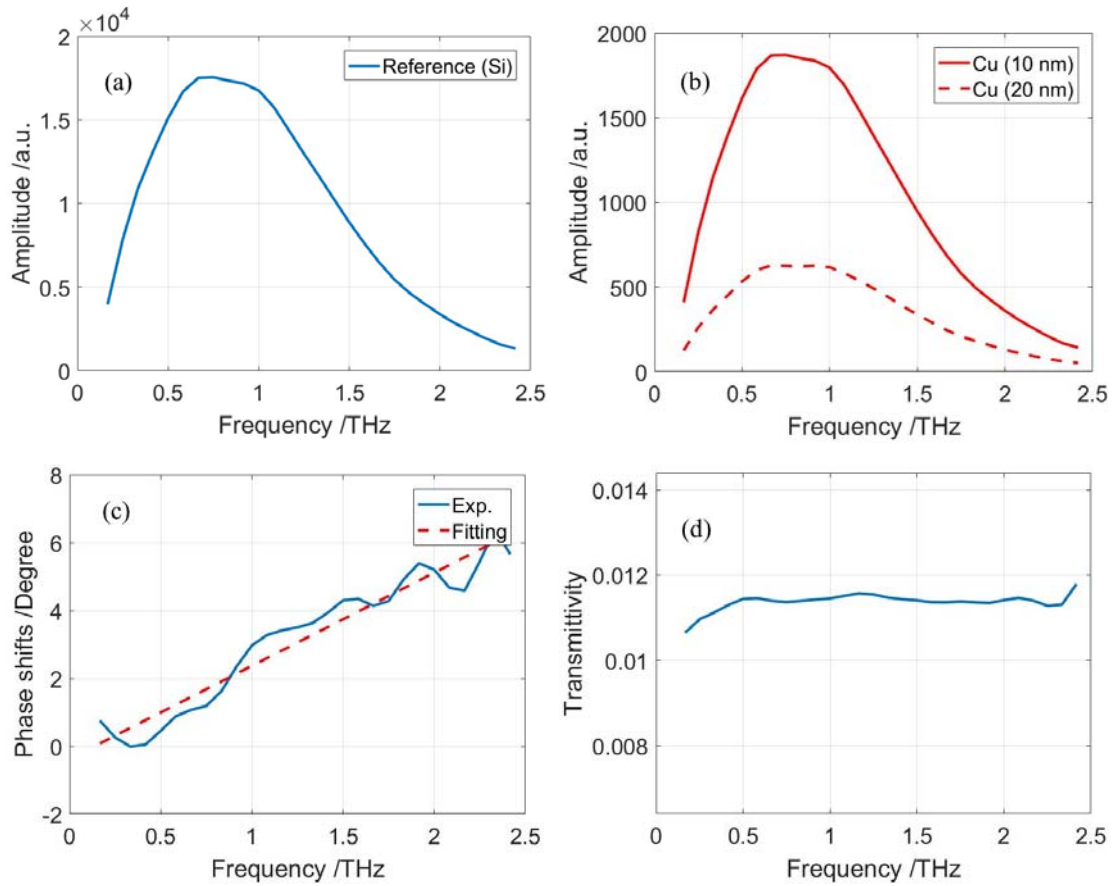 ×10⁴
2
1.5
1
0.5
0
0 0.5 1 1.5 2 2.5
Amplitude /a.u.
Frequency /THz
(a)
Reference (Si)
2000
1500
1000
500
0
0 0.5 1 1.5 2 2.5
Amplitude /a.u.
Frequency /THz
(b)
Cu (10 nm)
Cu (20 nm)
8
6
4
2
0
-2
0 0.5 1 1.5 2 2.5
Phase shifts /Degree
Frequency /THz
(c)
Exp.
Fitting
0.014
0.012
0.01
0.008
0 0.5 1 1.5 2 2.5
Transmittivity
Frequency /THz
(d)